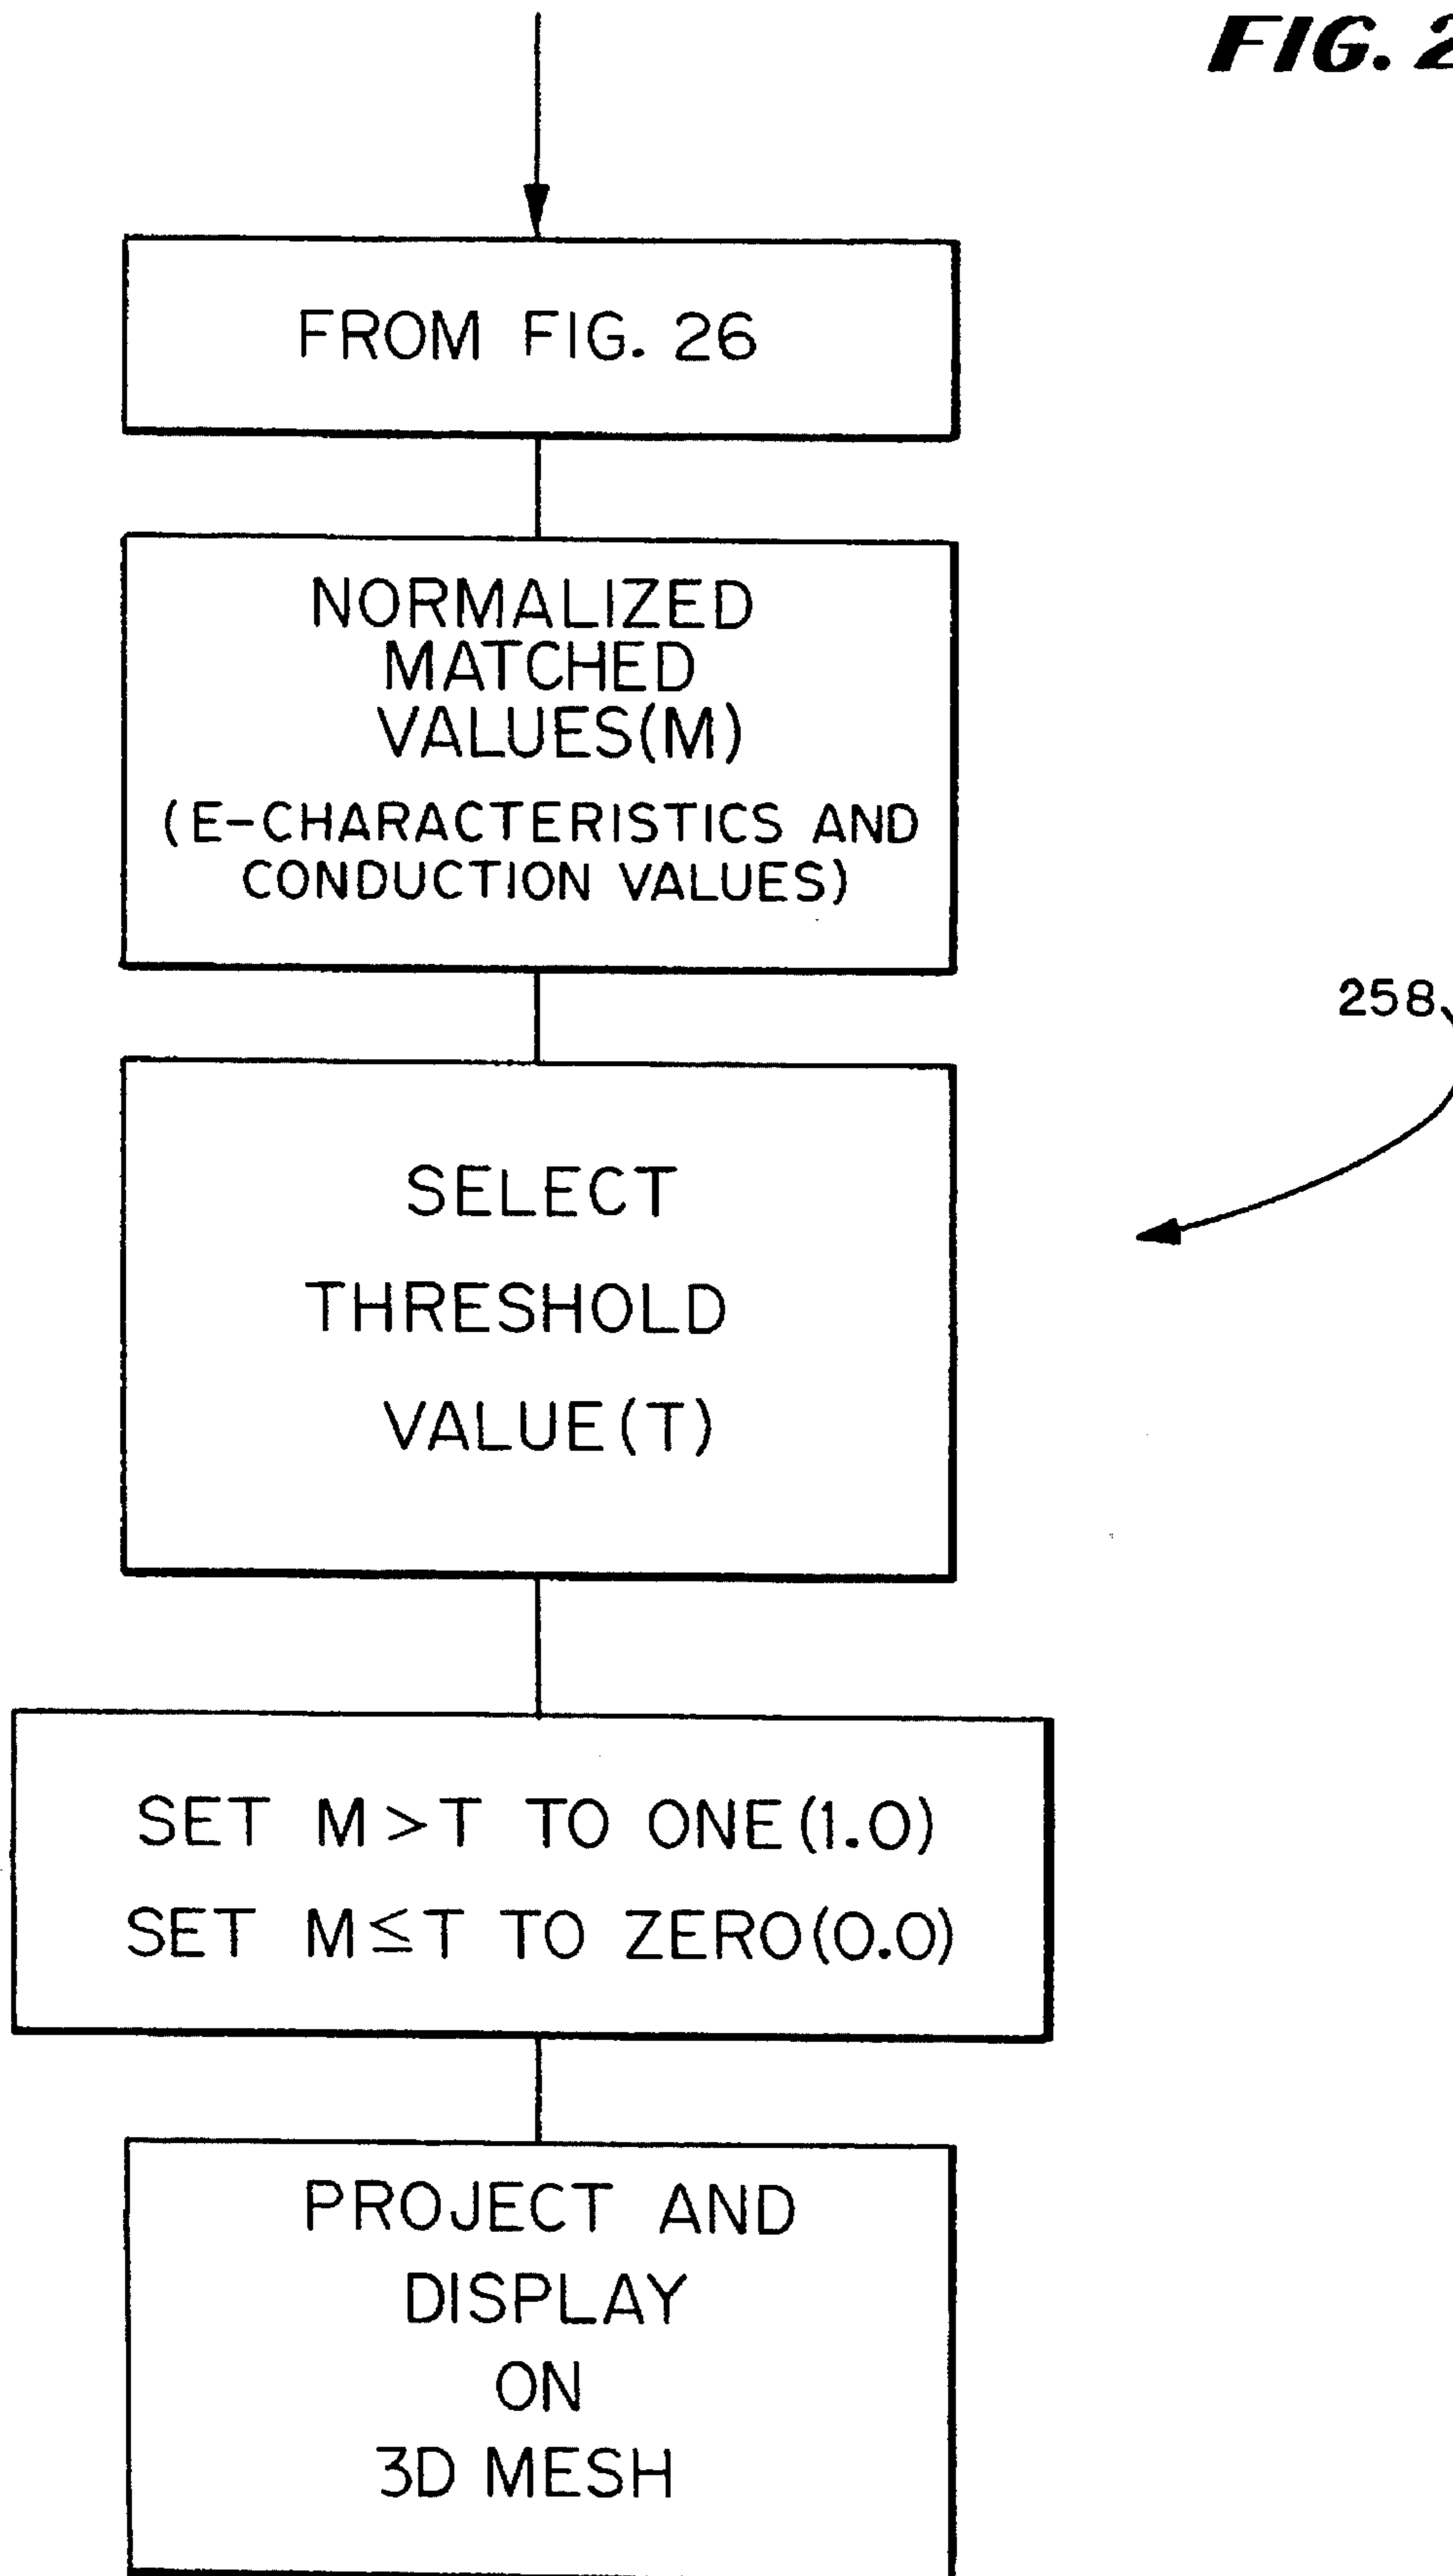 FIG. 2
FROM FIG. 26
NORMALIZED
MATCHED
VALUES(M)
(E-CHARACTERISTICS AND
CONDUCTION VALUES)
258
SELECT
THRESHOLD
VALUE(T)
SET M>T TO ONE(1.0)
SET M≤T TO ZERO(0.0)
PROJECT AND
DISPLAY
ON
3D MESH